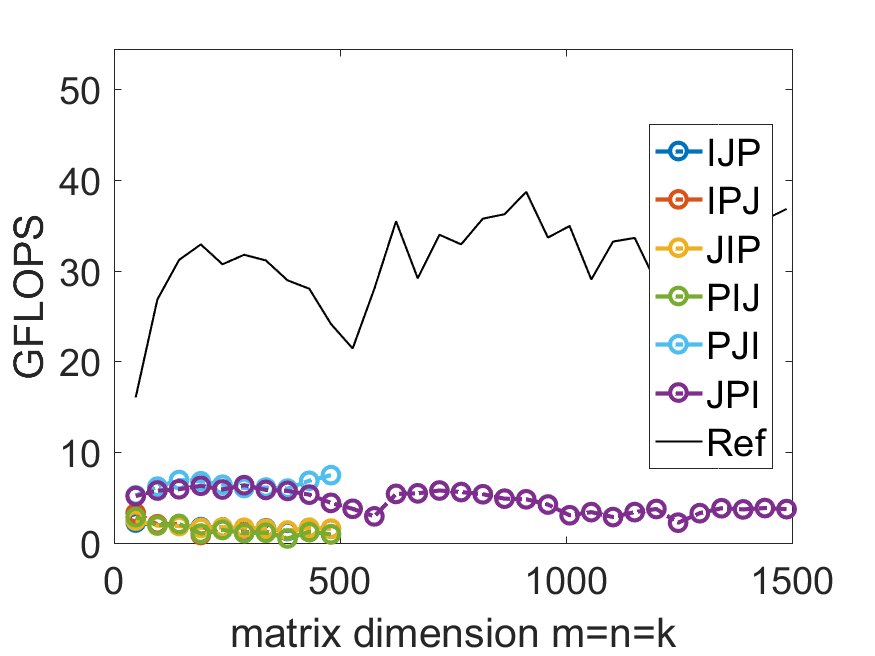 50
40
30
20
10
0
GFLOPS
0
500
1000
1500
matrix dimension m=n=k
IJP
IPJ
JIP
PIJ
PJI
JPI
Ref